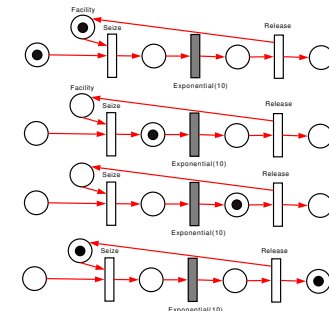 Facility
Seize
Release
Exponential(10)
Facility
Seize
Release
Exponential(10)
Seize
Release
Exponential(10)
Seize
Release
Exponential(10)